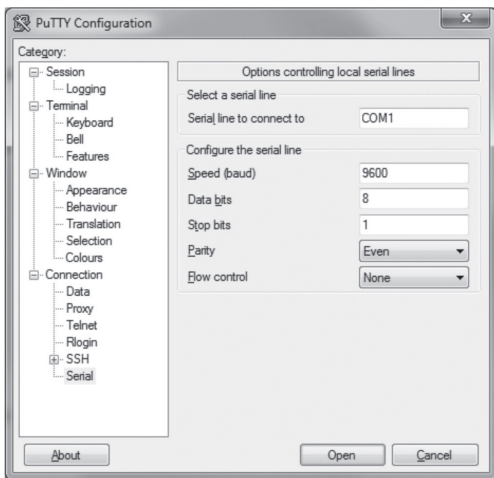 PuTTY Configuration
x
Category:
Session
Logging
Terminal
Keyboard
Bell
Features
Window
Appearance
Behaviour
Translation
Selection
Colours
Connection
Data
Proxy
Telnet
Rlogin
SSH
Serial
Options controlling local serial lines
Select a serial line
Serial line to connect to COM1
Configure the serial line
Speed (baud) 9600
Data bits 8
Stop bits 1
Parity Even
Flow control None
About
Open
Cancel